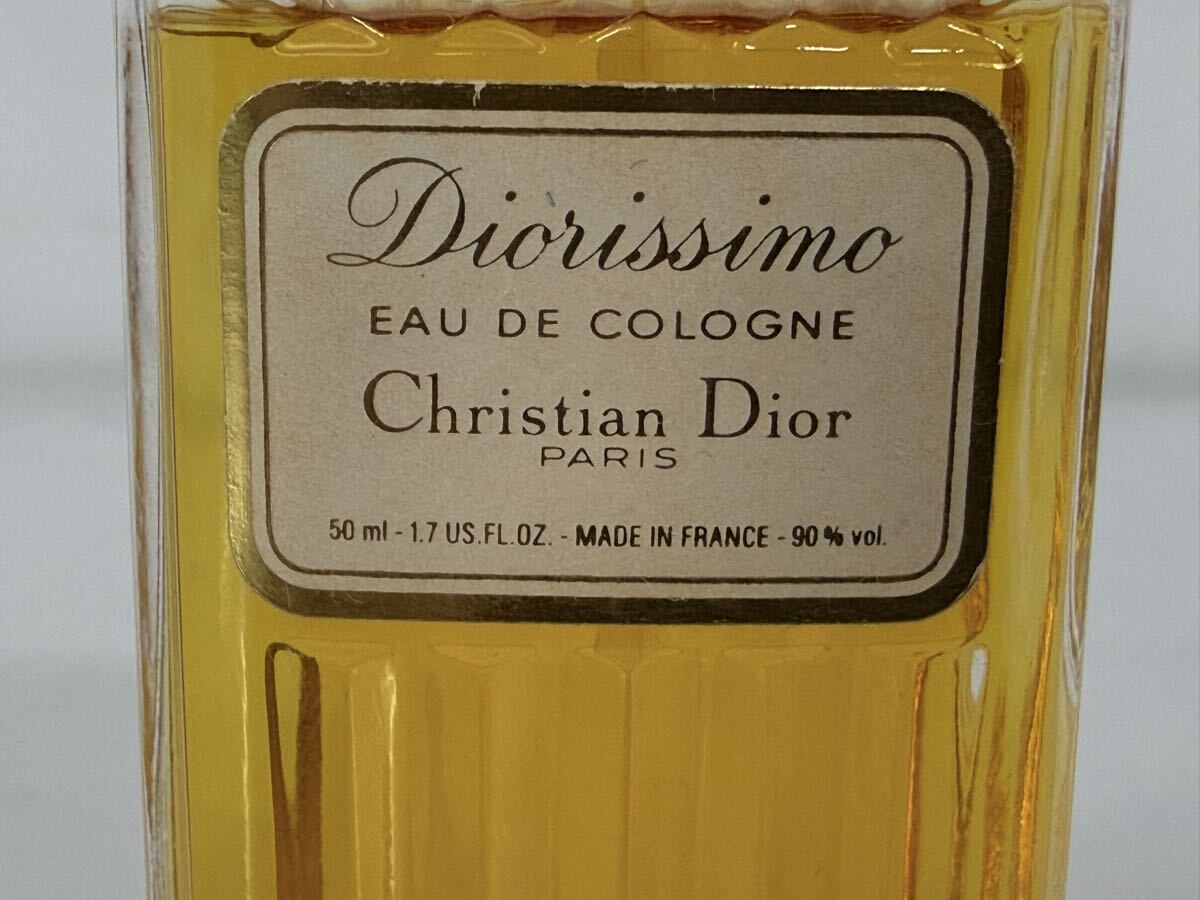 Diorissimo
EAU DE COLOGNE
Christian Dior
PARIS
50 ml - 1.7 US.FL.OZ. - MADE IN FRANCE - 90 % vol.